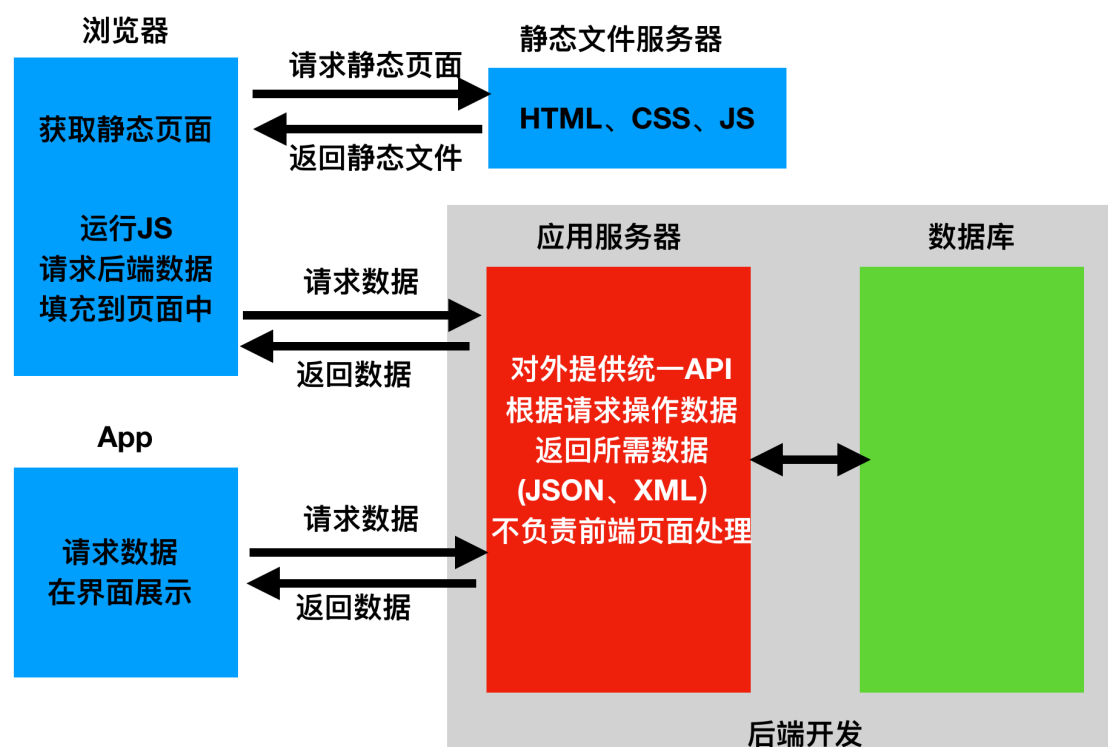 浏览器
静态文件服务器
请求静态页面
获取静态页面
HTML、CSS、JS
返回静态文件
运行JS
请求后端数据
填充到页面中
应用服务器
数据库
请求数据
返回数据
对外提供统一API
根据请求操作数据
返回所需数据
(JSON、XML）
不负责前端页面处理
App
请求数据
在界面展示
请求数据
返回数据
后端开发